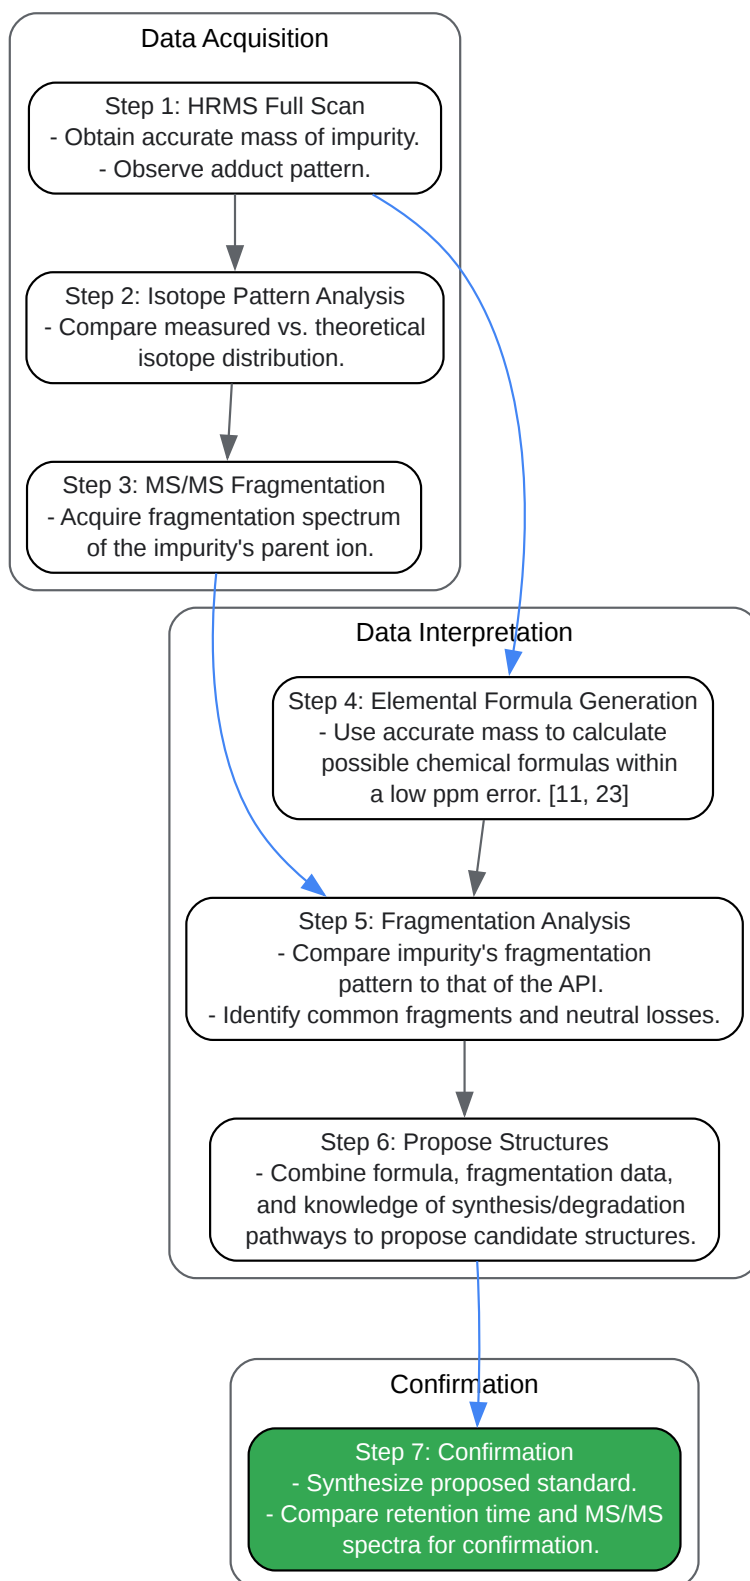 Data Acquisition
Step 1: HRMS Full Scan
- Obtain accurate mass of impurity.
- Observe adduct pattern.
Step 2: Isotope Pattern Analysis
- Compare measured vs. theoretical
isotope distribution.
Step 3: MS/MS Fragmentation
- Acquire fragmentation spectrum
of the impurity's parent ion.
Data Interpretation
Step 4: Elemental Formula Generation
- Use accurate mass to calculate
possible chemical formulas within
a low ppm error. [11, 23]
Step 5: Fragmentation Analysis
- Compare impurity's fragmentation
pattern to that of the API.
- Identify common fragments and neutral losses.
Step 6: Propose Structures
- Combine formula, fragmentation data,
and knowledge of synthesis/degradation
pathways to propose candidate structures.
Confirmation
Step 7: Confirmation
- Synthesize proposed standard.
- Compare retention time and MS/MS
spectra for confirmation.